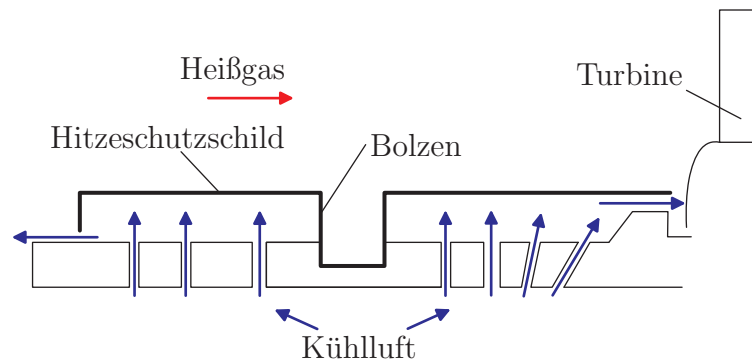 Heißgas
Turbine
Hitzeschutzschild
Bolzen
Kühlluft